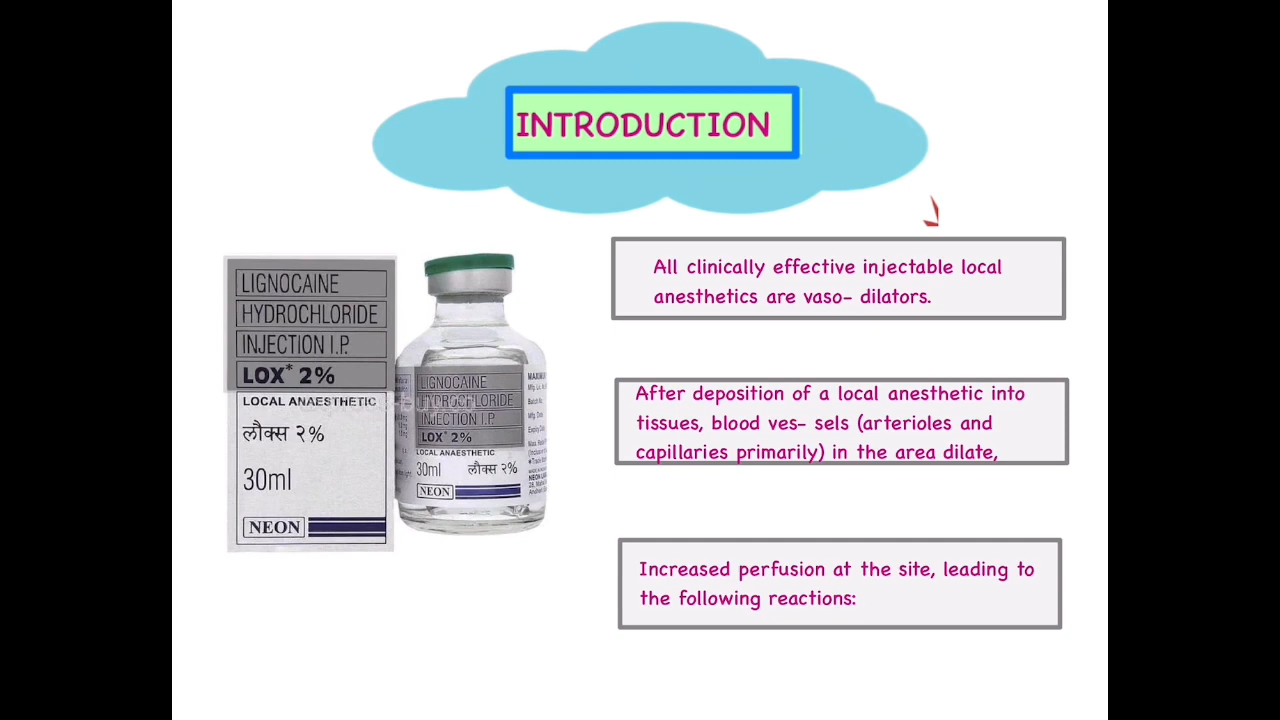 INTRODUCTION
All clinically effective injectable local
anesthetics are vaso- dilators.
After deposition of a local anesthetic into
tissues, blood ves- sels (arterioles and
capillaries primarily) in the area dilate,
Increased perfusion at the site, leading to
the following reactions:
LIGNOCAINE
HYDROCHLORIDE
INJECTION I.P.
LOX* 2%
LOCAL ANAESTHETIC
लौक्स २%
30ml
NEON
LIGNOCAINE
HYDROCHLORIDE
INJECTION I.P.
LOX* 2%
LOCAL ANAESTHETIC
30ml लौक्स २%
NEON